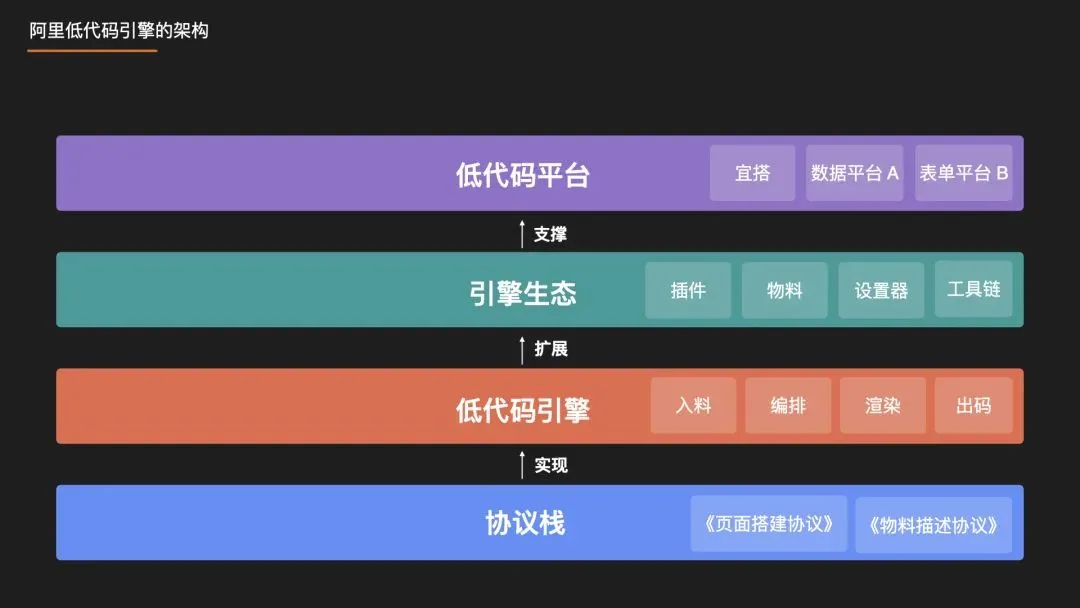 阿里低代码引擎的架构
低代码平台
宜搭
数据平台 A
表单平台 B
支撑
引擎生态
插件
物料
设置器
工具链
扩展
低代码引擎
入料
编排
渲染
出码
实现
协议栈
《页面搭建协议》
《物料描述协议》